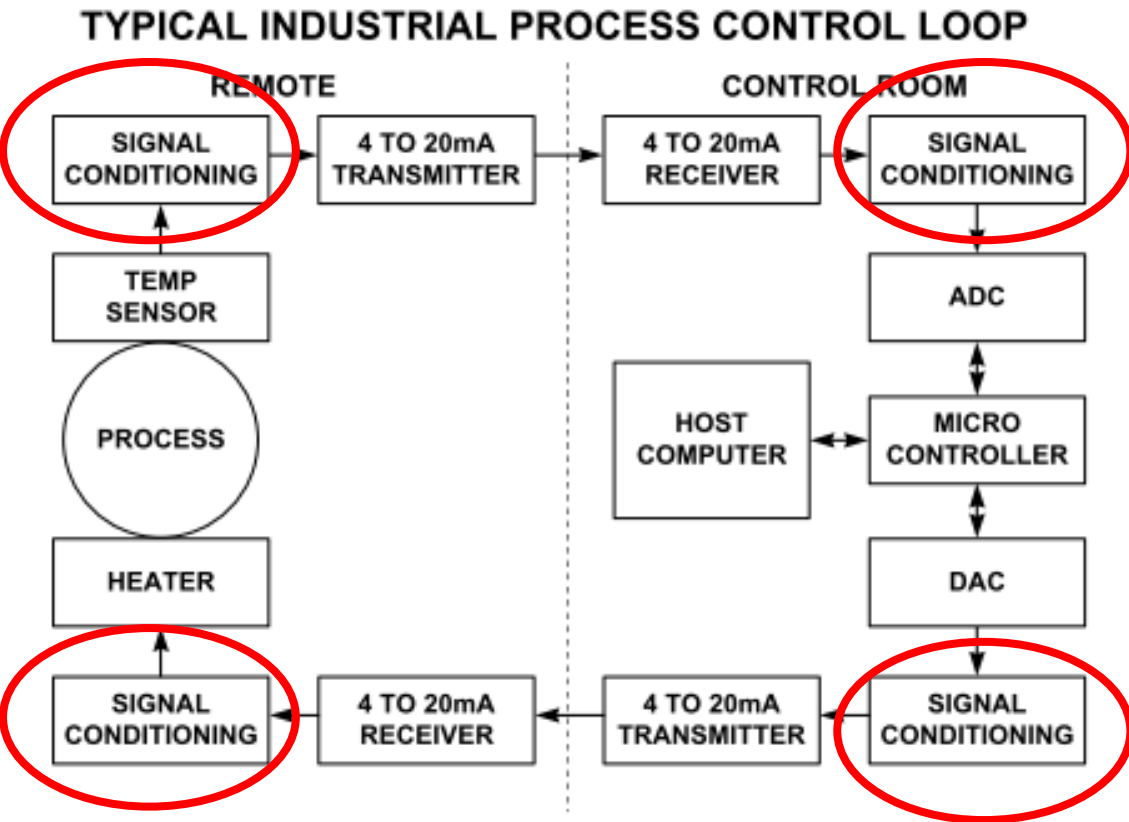 TYPICAL INDUSTRIAL PROCESS CONTROL LOOP
REMOTE
CONTROL ROOM
SIGNAL
CONDITIONING
4 TO 20mA
TRANSMITTER
4 TO 20mA
RECEIVER
SIGNAL
CONDITIONING
TEMP
SENSOR
ADC
PROCESS
HOST
COMPUTER
MICRO
CONTROLLER
HEATER
DAC
SIGNAL
CONDITIONING
4 TO 20mA
RECEIVER
4 TO 20mA
TRANSMITTER
SIGNAL
CONDITIONING